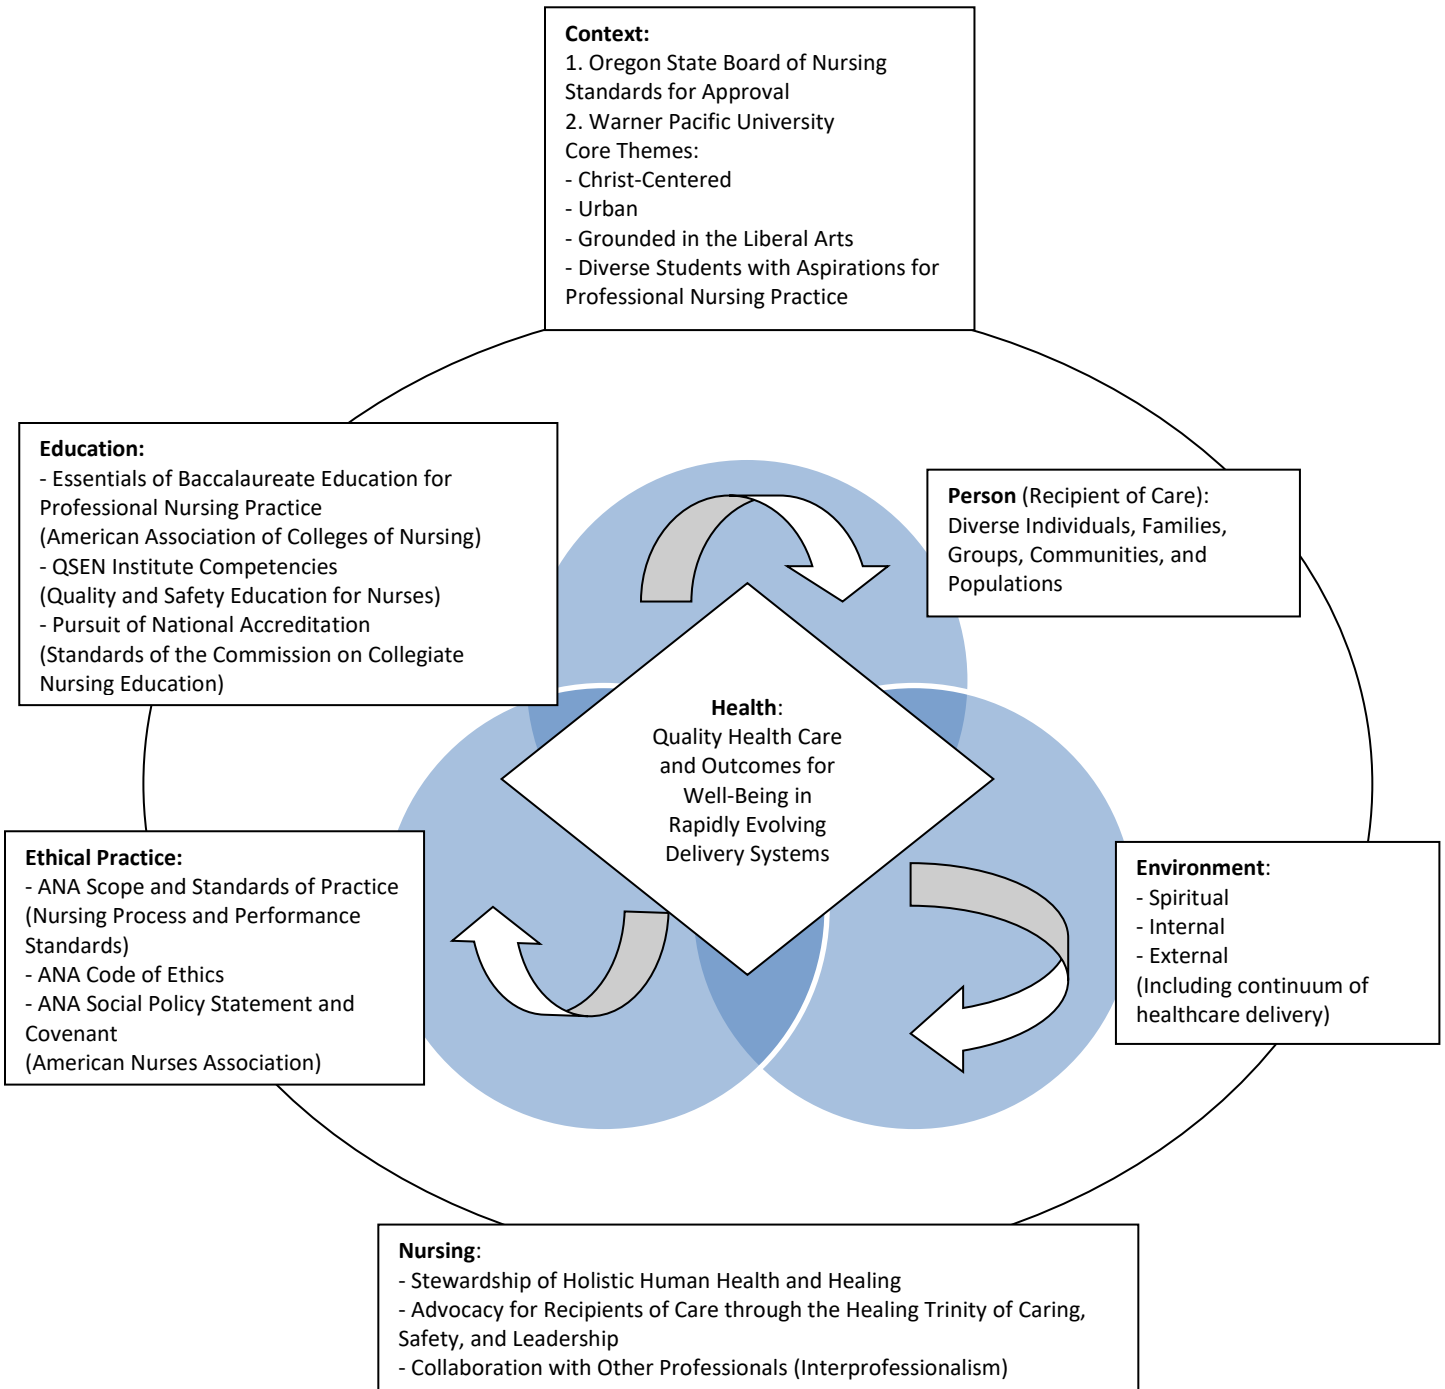 Context:
1. Oregon State Board of Nursing
Standards for Approval
2. Warner Pacific University
Core Themes:
- Christ-Centered
- Urban
- Grounded in the Liberal Arts
- Diverse Students with Aspirations for
Professional Nursing Practice
Education:
- Essentials of Baccalaureate Education for
Professional Nursing Practice
(American Association of Colleges of Nursing)
- QSEN Institute Competencies
(Quality and Safety Education for Nurses)
- Pursuit of National Accreditation
(Standards of the Commission on Collegiate
Nursing Education)
Person (Recipient of Care):
Diverse Individuals, Families,
Groups, Communities, and
Populations
Health:
Quality Health Care
and Outcomes for
Well-Being in
Rapidly Evolving
Delivery Systems
Ethical Practice:
- ANA Scope and Standards of Practice
(Nursing Process and Performance
Standards)
- ANA Code of Ethics
- ANA Social Policy Statement and
Covenant
(American Nurses Association)
Environment:
- Spiritual
- Internal
- External
(Including continuum of
healthcare delivery)
Nursing:
- Stewardship of Holistic Human Health and Healing
- Advocacy for Recipients of Care through the Healing Trinity of Caring,
Safety, and Leadership
- Collaboration with Other Professionals (Interprofessionalism)